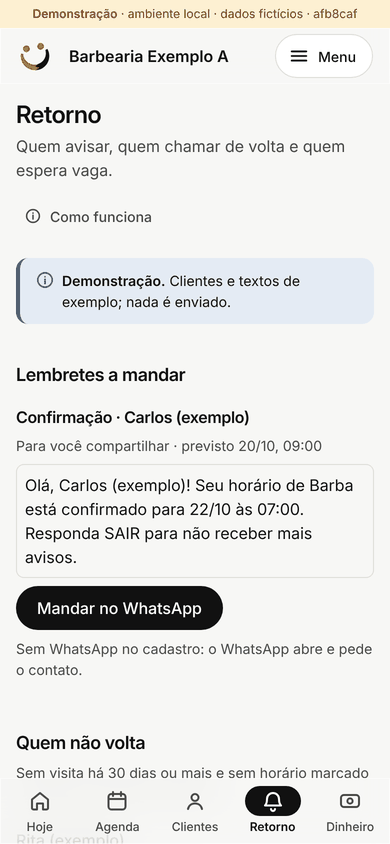 Demonstração · ambiente local · dados fictícios · afb8caf
Barbearia Exemplo A
Menu
Retorno
Quem avisar, quem chamar de volta e quem
espera vaga.
Como funciona
Demonstração. Clientes e textos de
exemplo; nada é enviado.
Lembretes a mandar
Confirmação · Carlos (exemplo)
Para você compartilhar · previsto 20/10, 09:00
Olá, Carlos (exemplo)! Seu horário de Barba
está confirmado para 22/10 às 07:00.
Responda SAIR para não receber mais
avisos.
Mandar no WhatsApp
Sem WhatsApp no cadastro: o WhatsApp abre e pede
o contato.
Quem não volta
Sem visita há 30 dias ou mais e sem horário marcado
Hoje
Agenda
Clientes
Retorno
Dinheiro
Rita (exemplo)